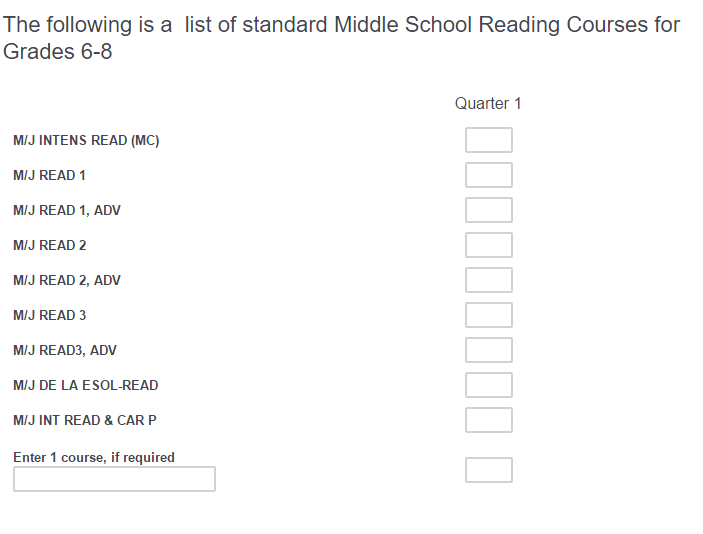 The following is a  list of standard Middle School Reading Courses for
Grades 6-8
Quarter 1
M/J INTENS READ (MC)
M/J READ 1
M/J READ 1, ADV
M/J READ 2
M/J READ 2, ADV
M/J READ 3
M/J READ3, ADV
M/J DE LA ESOL-READ
M/J INT READ & CAR P
Enter 1 course, if required